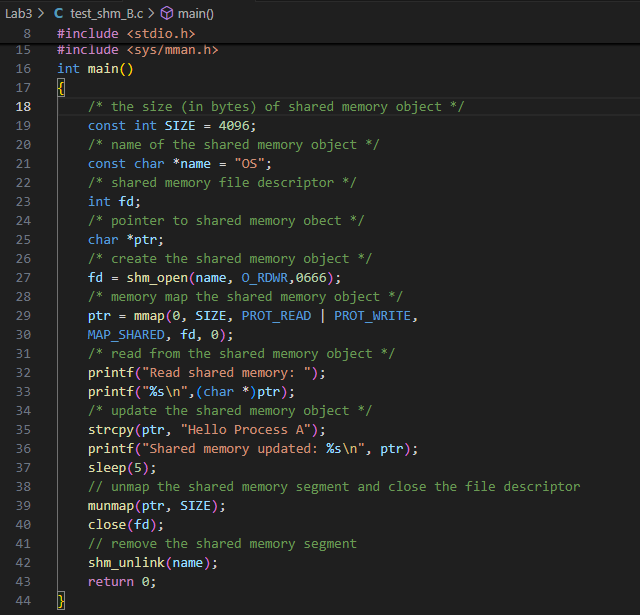 Lab3 > C test_shm_B.c > main()
8 #include <stdio.h>
15 #include <sys/mman.h>
16 int main()
17 {
18 /* the size (in bytes) of shared memory object */
19 const int SIZE = 4096;
20 /* name of the shared memory object */
21 const char *name = "OS";
22 /* shared memory file descriptor */
23 int fd;
24 /* pointer to shared memory obect */
25 char *ptr;
26 /* create the shared memory object */
27 fd = shm_open(name, O_RDWR,0666);
28 /* memory map the shared memory object */
29 ptr = mmap(0, SIZE, PROT_READ | PROT_WRITE,
30 MAP_SHARED, fd, 0);
31 /* read from the shared memory object */
32 printf("Read shared memory: ");
33 printf("%s\n",(char *)ptr);
34 /* update the shared memory object */
35 strcpy(ptr, "Hello Process A");
36 printf("Shared memory updated: %s\n", ptr);
37 sleep(5);
38 // unmap the shared memory segment and close the file descriptor
39 munmap(ptr, SIZE);
40 close(fd);
41 // remove the shared memory segment
42 shm_unlink(name);
43 return 0;
44 }